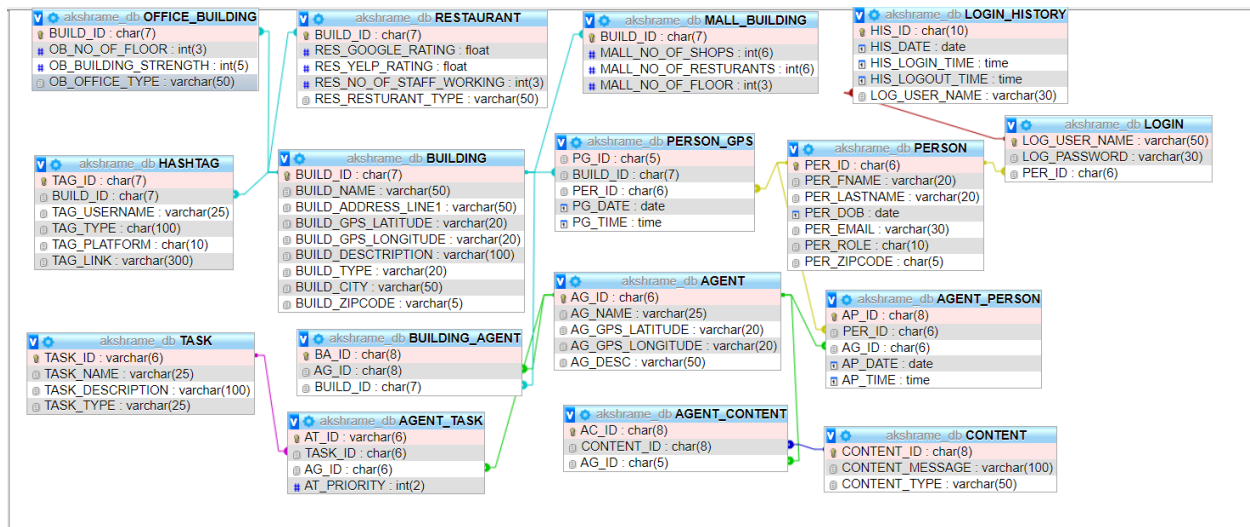 akshrame_db OFFICE_BUILDING
BUILD_ID : char(7)
OB_NO_OF_FLOOR : int(3)
OB_BUILDING_STRENGTH : int(5)
OB_OFFICE_TYPE : varchar(50)
akshrame_db RESTAURANT
BUILD_ID : char(7)
RES_GOOGLE_RATING : float
RES_YELP_RATING : float
RES_NO_OF_STAFF_WORKING : int(3)
RES_RESTURANT_TYPE : varchar(50)
akshrame_db MALL_BUILDING
BUILD_ID : char(7)
MALL_NO_OF_SHOPS : int(6)
MALL_NO_OF_RESTURANTS : int(6)
MALL_NO_OF_FLOOR : int(3)
akshrame_db LOGIN_HISTORY
HIS_ID : char(10)
HIS_DATE : date
HIS_LOGIN_TIME : time
HIS_LOGOUT_TIME : time
LOG_USER_NAME : varchar(30)
akshrame_db HASHTAG
TAG_ID : char(7)
BUILD_ID : char(7)
TAG_USERNAME : varchar(25)
TAG_TYPE : char(100)
TAG_PLATFORM : char(10)
TAG_LINK : varchar(300)
akshrame_db BUILDING
BUILD_ID : char(7)
BUILD_NAME : varchar(50)
BUILD_ADDRESS_LINE1 : varchar(50)
BUILD_GPS_LATITUDE : varchar(20)
BUILD_GPS_LONGITUDE : varchar(20)
BUILD_DESCTRIPTION : varchar(100)
BUILD_TYPE : varchar(20)
BUILD_CITY : varchar(50)
BUILD_ZIPCODE : varchar(5)
akshrame_db PERSON_GPS
PG_ID : char(5)
BUILD_ID : char(7)
PER_ID : char(6)
PG_DATE : date
PG_TIME : time
akshrame_db PERSON
PER_ID : char(6)
PER_FNAME : varchar(20)
PER_LASTNAME : varchar(20)
PER_DOB : date
PER_EMAIL : varchar(30)
PER_ROLE : char(10)
PER_ZIPCODE : char(5)
akshrame_db LOGIN
LOG_USER_NAME : varchar(50)
LOG_PASSWORD : varchar(30)
PER_ID : char(6)
akshrame_db TASK
TASK_ID : varchar(6)
TASK_NAME : varchar(25)
TASK_DESCRIPTION : varchar(100)
TASK_TYPE : varchar(25)
akshrame_db BUILDING_AGENT
BA_ID : char(8)
AG_ID : char(8)
BUILD_ID : char(7)
akshrame_db AGENT
AG_ID : char(6)
AG_NAME : varchar(25)
AG_GPS_LATITUDE : varchar(20)
AG_GPS_LONGITUDE : varchar(20)
AG_DESC : varchar(50)
akshrame_db AGENT_PERSON
AP_ID : char(8)
PER_ID : char(6)
AG_ID : char(6)
AP_DATE : date
AP_TIME : time
akshrame_db AGENT_TASK
AT_ID : varchar(6)
TASK_ID : char(6)
AG_ID : char(6)
AT_PRIORITY : int(2)
akshrame_db AGENT_CONTENT
AC_ID : char(8)
CONTENT_ID : char(8)
AG_ID : char(5)
akshrame_db CONTENT
CONTENT_ID : char(8)
CONTENT_MESSAGE : varchar(100)
CONTENT_TYPE : varchar(50)